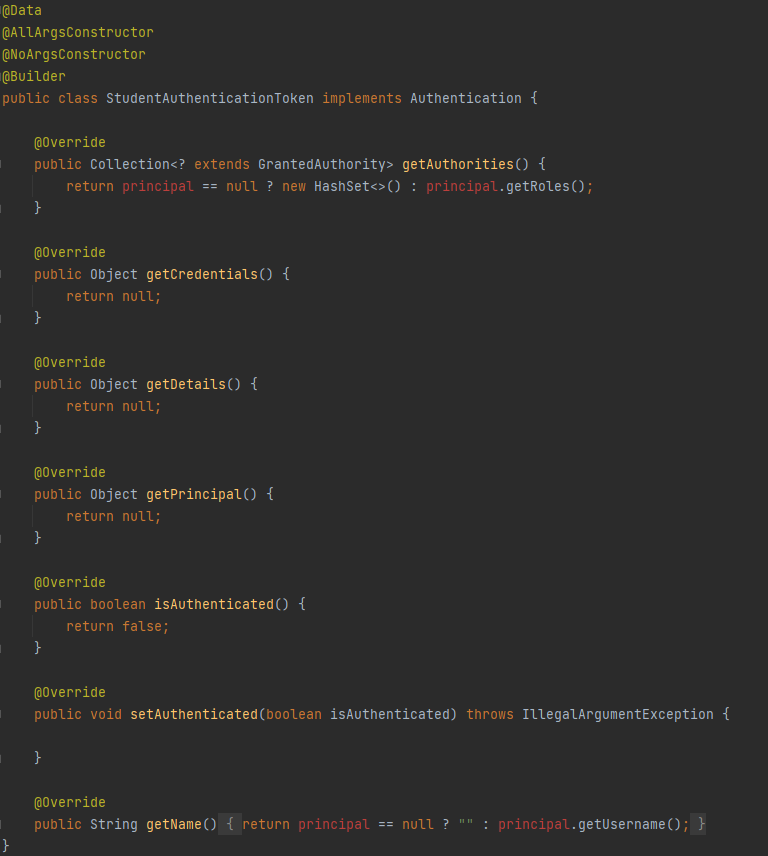 @Data
@AllArgsConstructor
@NoArgsConstructor
@Builder
public class StudentAuthenticationToken implements Authentication {
@Override
public Collection<? extends GrantedAuthority> getAuthorities() {
return principal == null ? new HashSet<>() : principal.getRoles();
}
@Override
public Object getCredentials() {
return null;
}
@Override
public Object getDetails() {
return null;
}
@Override
public Object getPrincipal() {
return null;
}
@Override
public boolean isAuthenticated() {
return false;
}
@Override
public void setAuthenticated(boolean isAuthenticated) throws IllegalArgumentException {
}
@Override
public String getName() { return principal == null ? "" : principal.getUsername(); }
}